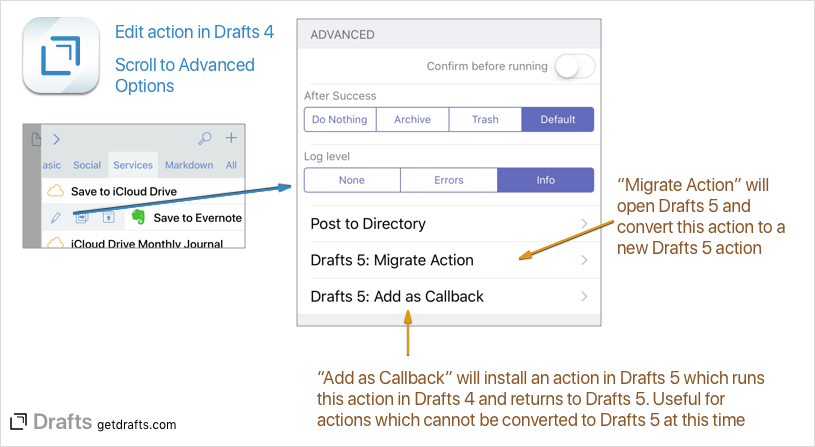 Edit action in Drafts 4
Scroll to Advanced
Options
asic Social Services Markdown All
Save to iCloud Drive
Save to Evernote
iCloud Drive Monthly Journal
ADVANCED
Confirm before running
After Success
Do Nothing Archive Trash Default
Log level
None Errors Info
Post to Directory
Drafts 5: Migrate Action
Drafts 5: Add as Callback
“Migrate Action” will
open Drafts 5 and
convert this action to a
new Drafts 5 action
“Add as Callback” will install an action in Drafts 5 which runs
this action in Drafts 4 and returns to Drafts 5. Useful for
actions which cannot be converted to Drafts 5 at this time
Drafts getdrafts.com